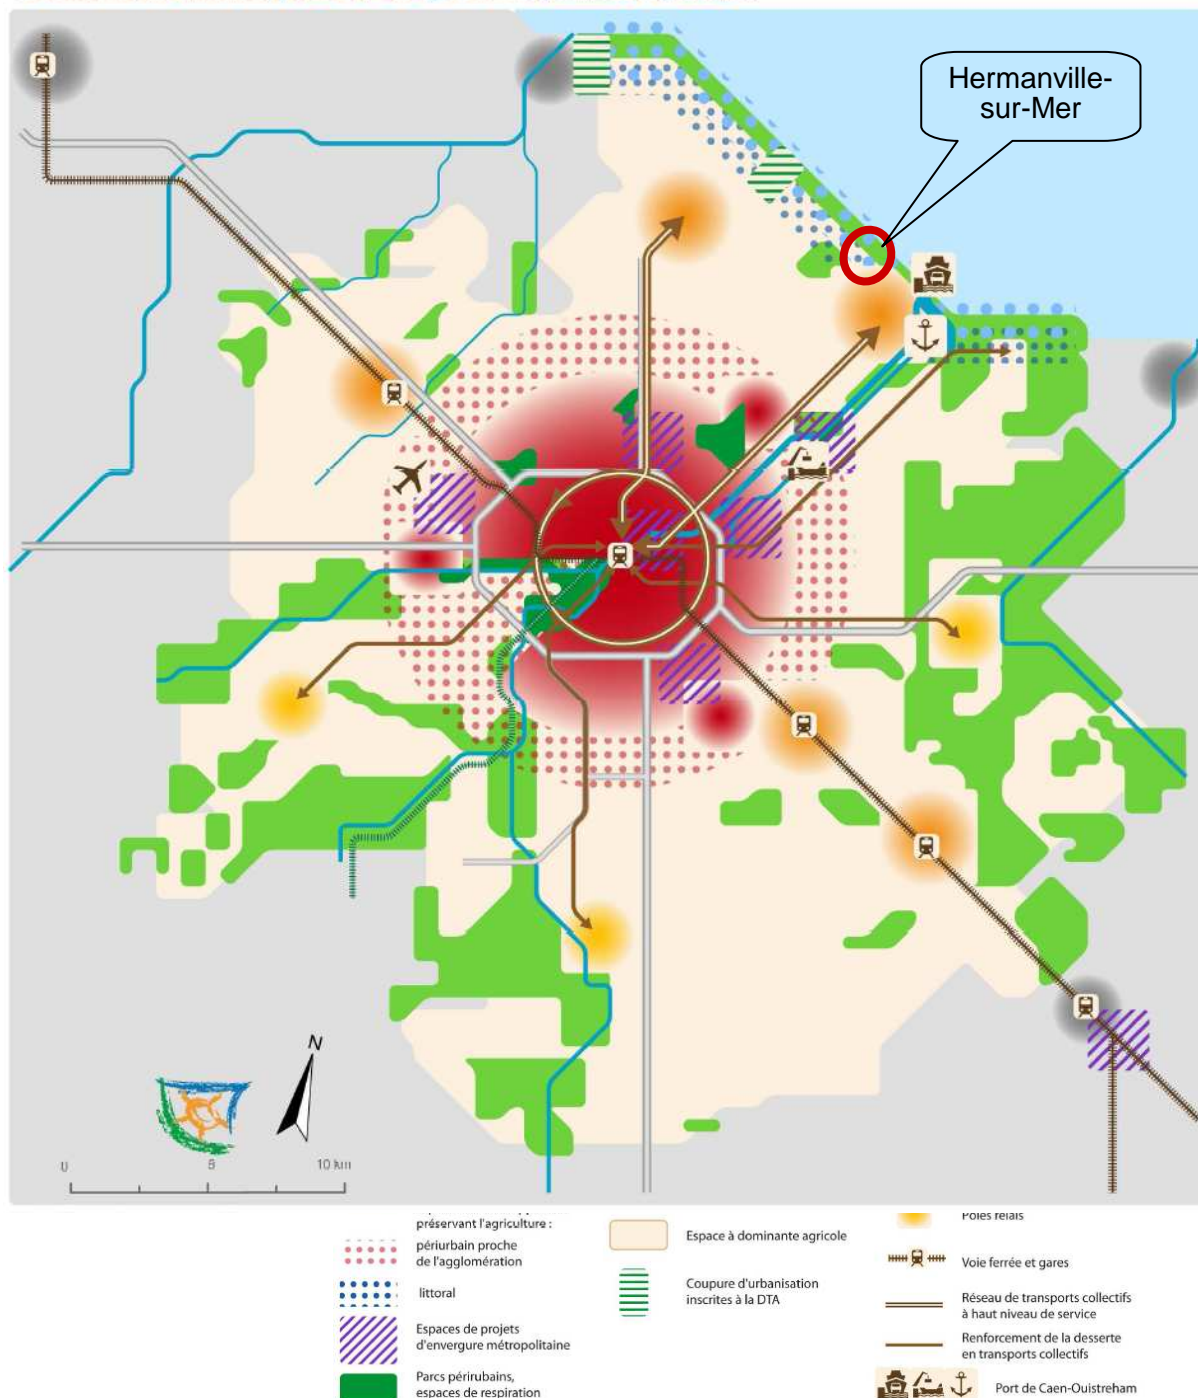 Hermanville-
sur-Mer
N
0 5 10 km
préservant l'agriculture :
périurbain proche
de l'agglomération
littoral
Espaces de projets
d'envergure métropolitaine
Parcs périrubains,
espaces de respiration
Espace à dominante agricole
Coupure d'urbanisation
inscrites à la DTA
Pôles relais
Voie ferrée et gares
Réseau de transports collectifs
à haut niveau de service
Renforcement de la desserte
en transports collectifs
Port de Caen-Ouistreham